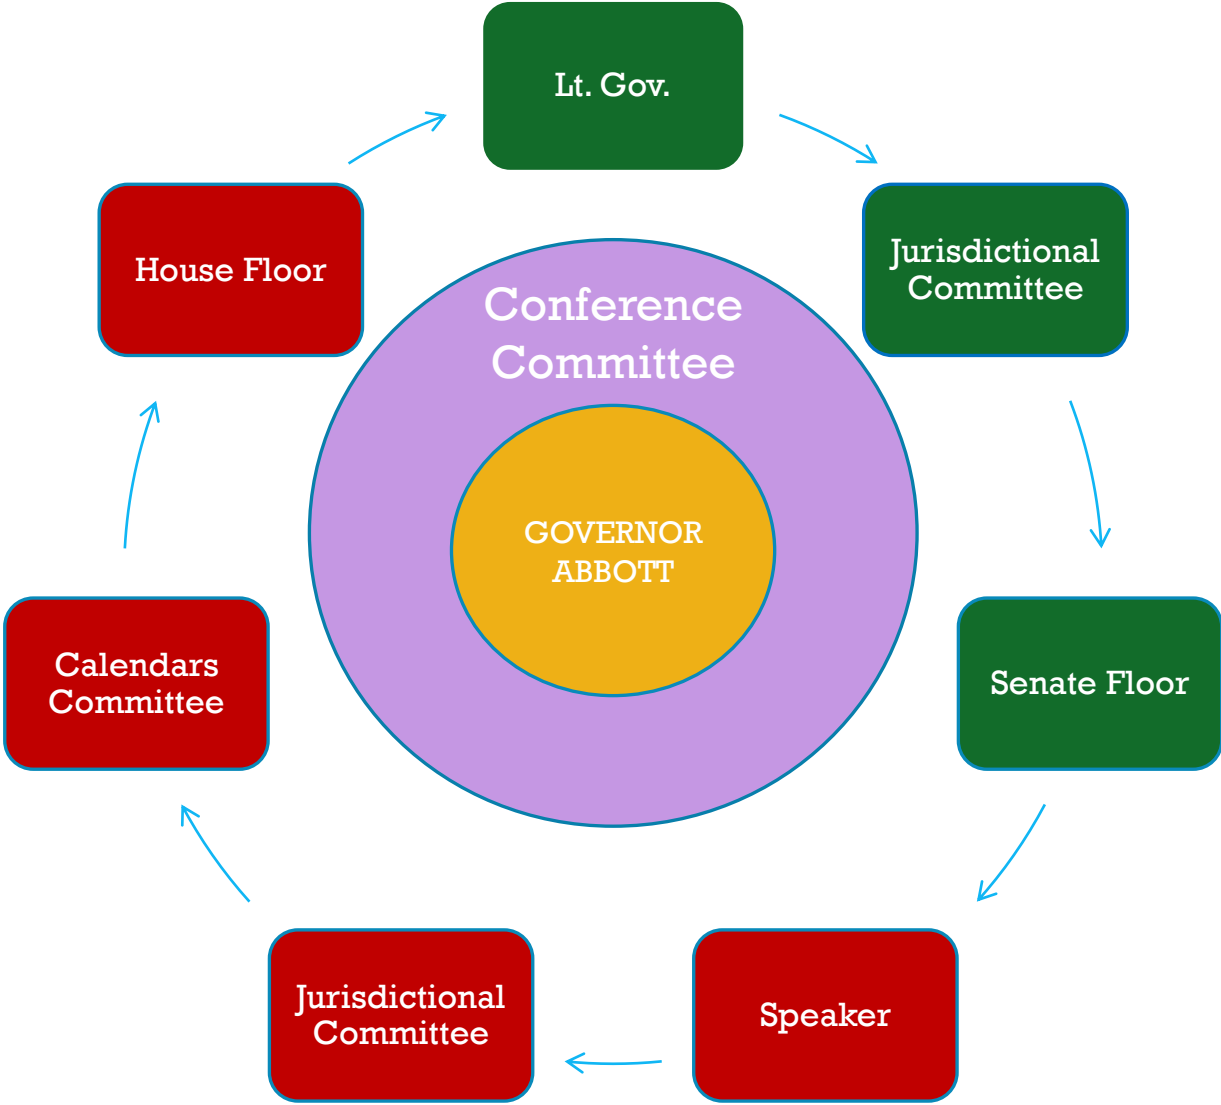 Lt. Gov.
Jurisdictional
Committee
Senate Floor
Speaker
Jurisdictional
Committee
Calendars
Committee
House Floor
Conference
Committee
GOVERNOR
ABBOTT